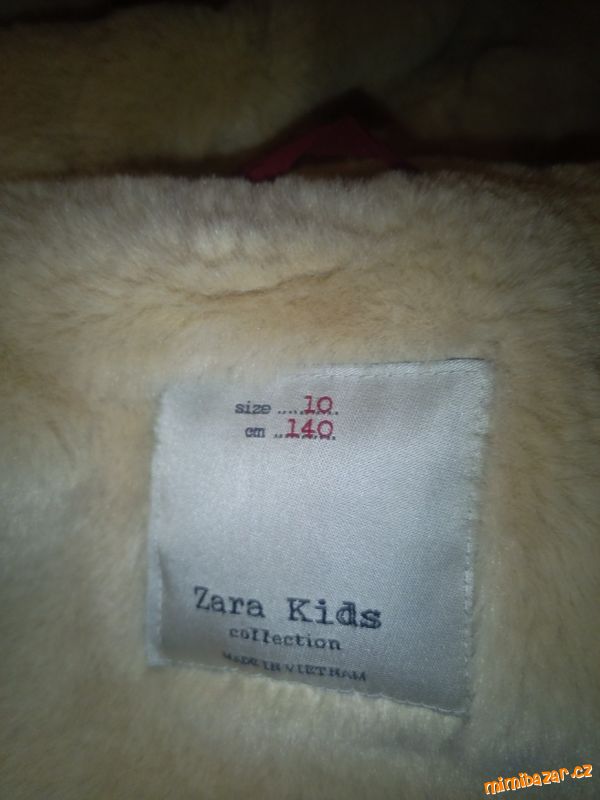 size ........10..
cm ..140..
Zara Kids
collection
MADE IN VIETNAM
mimibazar.cz